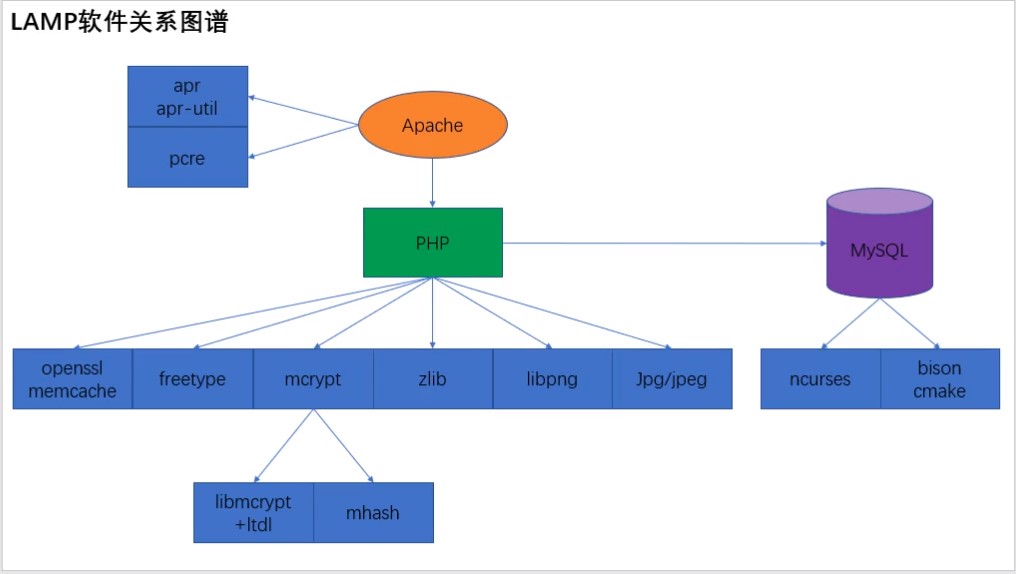 LAMP软件关系图谱
apr
apr-util
pcre
Apache
PHP
MySQL
openssl
memcache
freetype
mcrypt
zlib
libpng
Jpg/jpeg
ncurses
bison
cmake
libmcrypt
+ltdl
mhash